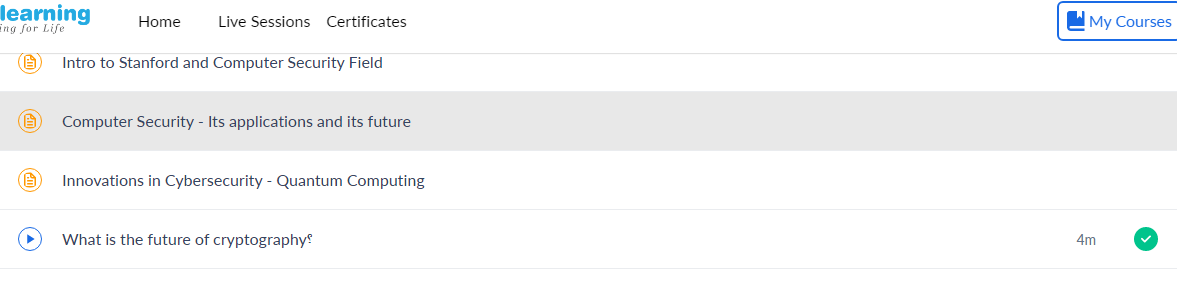 learning
ing for Life
Home
Live Sessions
Certificates
My Courses
Intro to Stanford and Computer Security Field
Computer Security - Its applications and its future
Innovations in Cybersecurity - Quantum Computing
What is the future of cryptography؟
4m